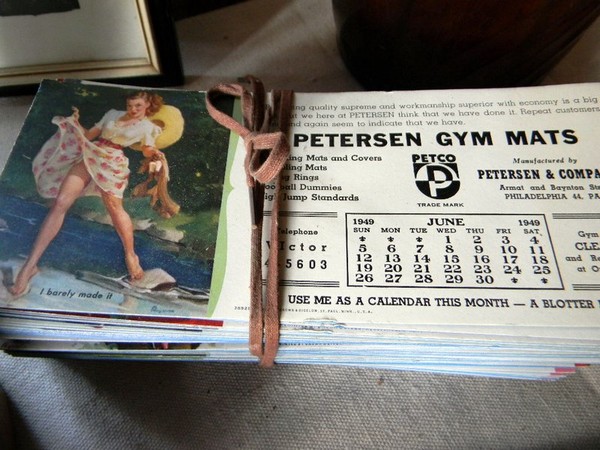 quality supreme and workmanship superior with economy is a big
we here at PETERSEN think that we have done it. Repeat customers
again seem to indicate that we have.
PETERSEN GYM MATS
Mats and Covers
Mats
Rings
Dummies
Jump Standards
PETCO
P
TRADE MARK
Manufactured by
PETERSEN & COMPA
Armat and Baynton
PHILADELPHIA 44, PA
Telephone
VIctor
4-5603
1949 JUNE 1949
SUN. MON. TUE. WED. THU. FRI. SAT.
* * * 1 2 3 4
5 6 7 8 9 10 11
12 13 14 15 16 17 18
19 20 21 22 23 24 25
26 27 28 29 30 * *
Gym
CLE
and Re
at O
USE ME AS A CALENDAR THIS MONTH — A BLOTTER
I barely made it